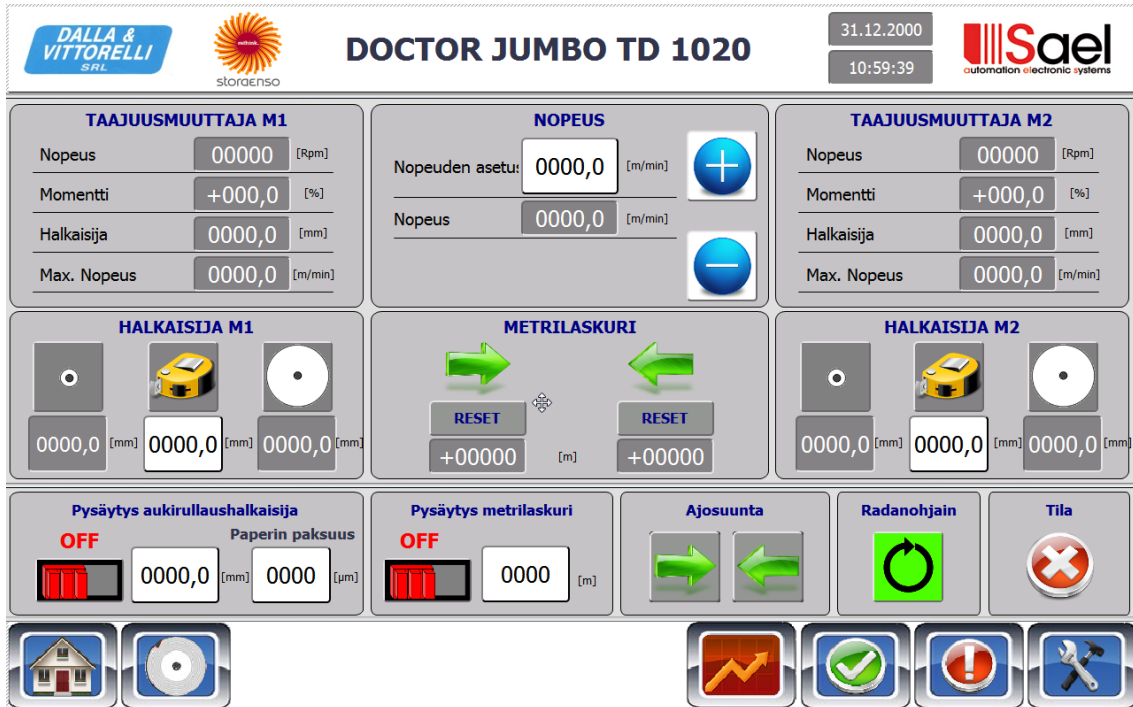 DALLA &
VITTORELLI
SRL
rethink.
storaenso
DOCTOR JUMBO TD 1020
31.12.2000
10:59:39
Sael
automation electronic systems
TAAJUUSMUUTTAJA M1
Nopeus 00000 [Rpm]
Momentti +000,0 [%]
Halkaisija 0000,0 [mm]
Max. Nopeus 0000,0 [m/min]
NOPEUS
Nopeuden asetu: 0000,0 [m/min]
Nopeus 0000,0 [m/min]
TAAJUUSMUUTTAJA M2
Nopeus 00000 [Rpm]
Momentti +000,0 [%]
Halkaisija 0000,0 [mm]
Max. Nopeus 0000,0 [m/min]
HALKAISIJA M1
0000,0 [mm] 0000,0 [mm] 0000,0 [mm]
METRILASKURI
RESET RESET
+00000 [m] +00000
HALKAISIJA M2
0000,0 [mm] 0000,0 [mm] 0000,0 [mm]
Pysäytys aukirullaushalkaisija
OFF Paperin paksuus
0000,0 [mm] 0000 [µm]
Pysäytys metrilaskuri
OFF
0000 [m]
Ajosuunta
Radanohjain
Tila